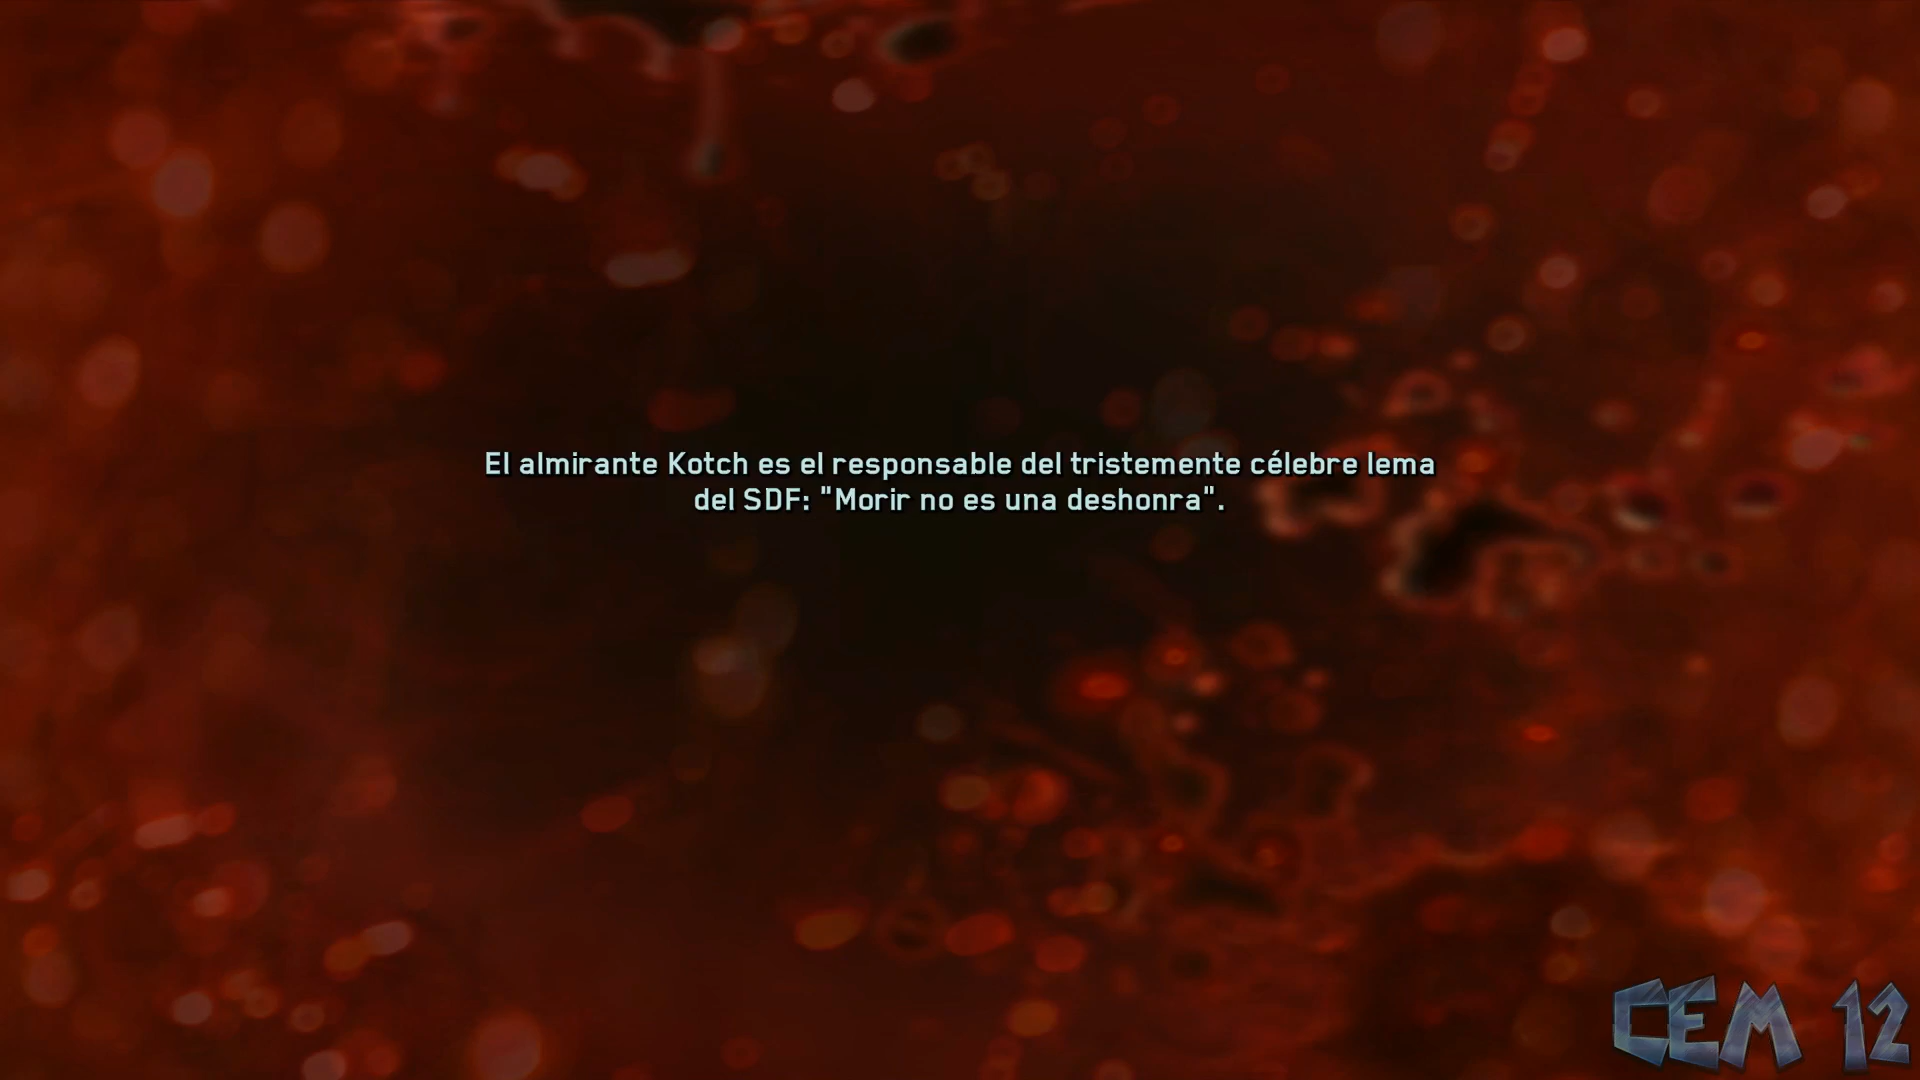 El almirante Kotch es el responsable del tristemente célebre lema
del SDF: "Morir no es una deshonra".
CEM 12